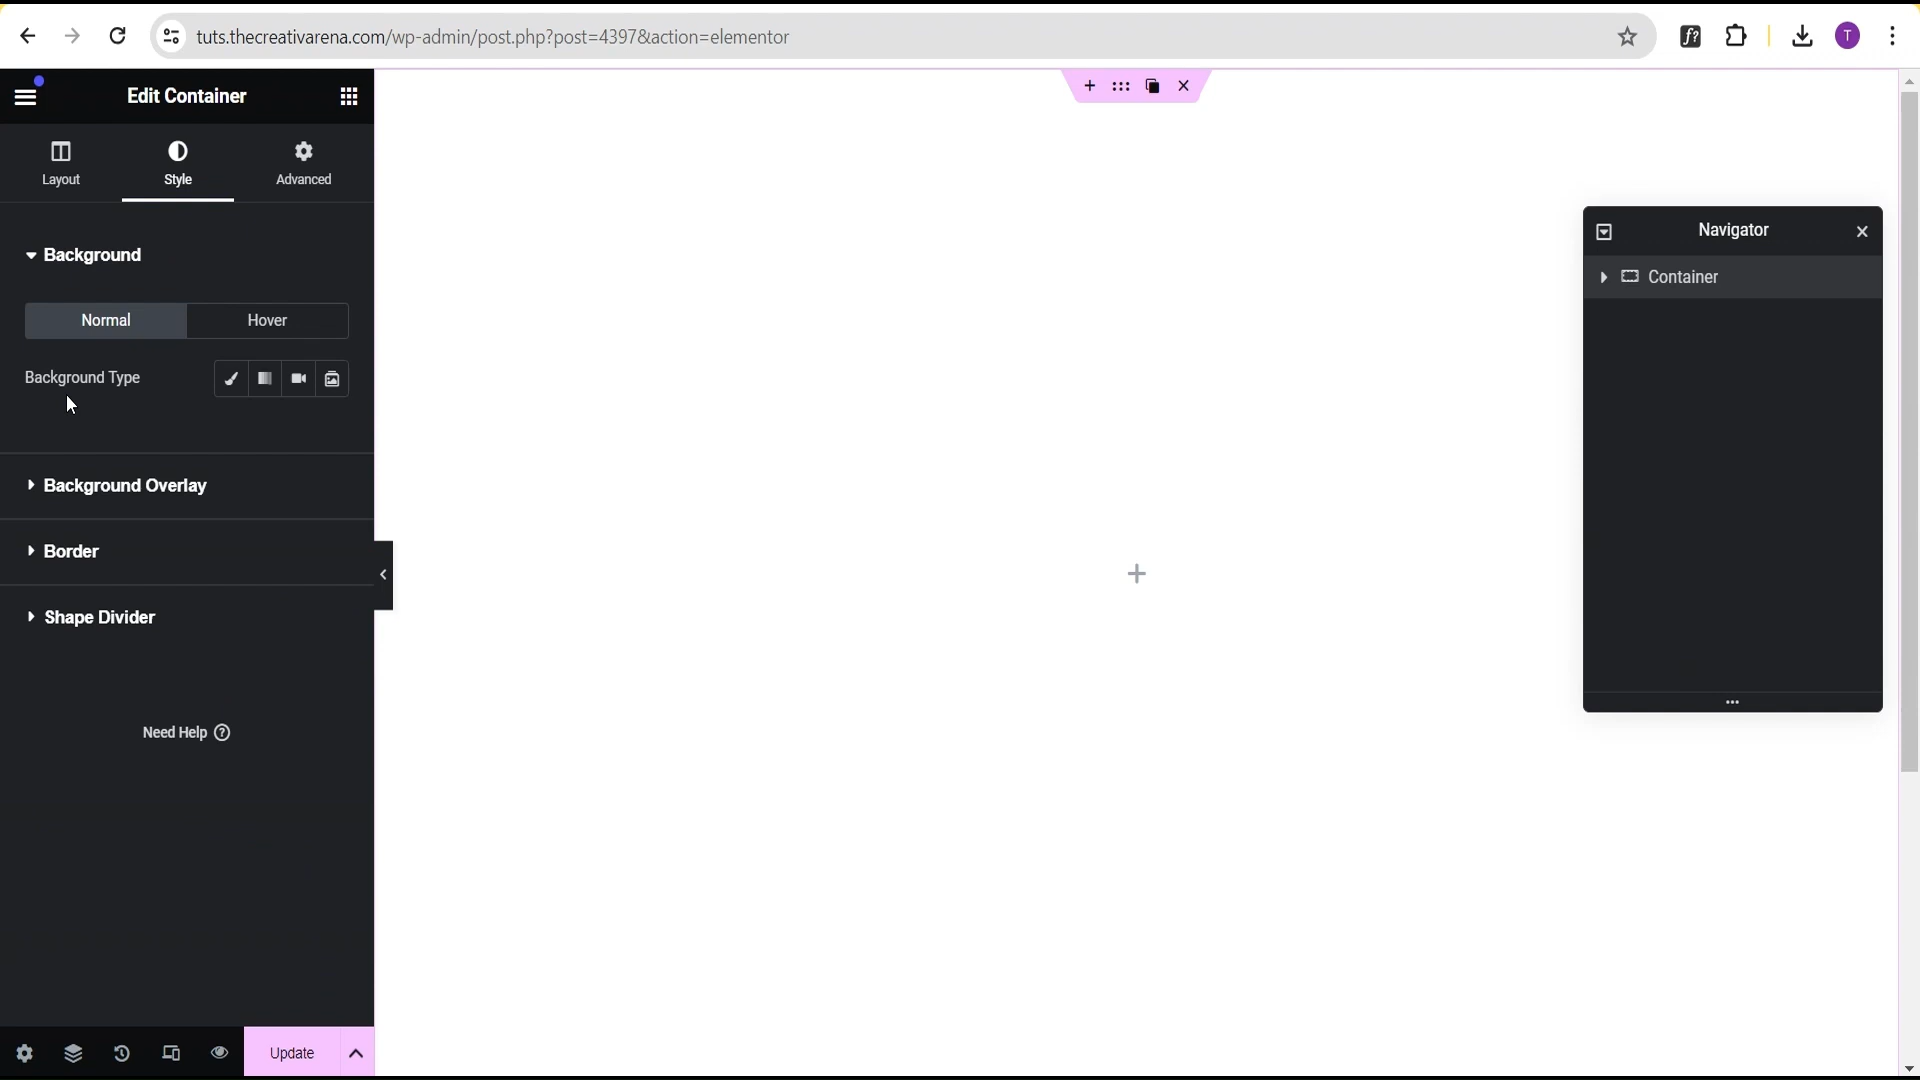 tuts.thecreativarena.com/wp-admin/post.php?post=4397&action=elementor
f?
T
Edit Container
Layout
Style
Advanced
Background
Normal
Hover
Background Type
Background Overlay
Border
Shape Divider
Need Help ?
Update
Navigator
Container